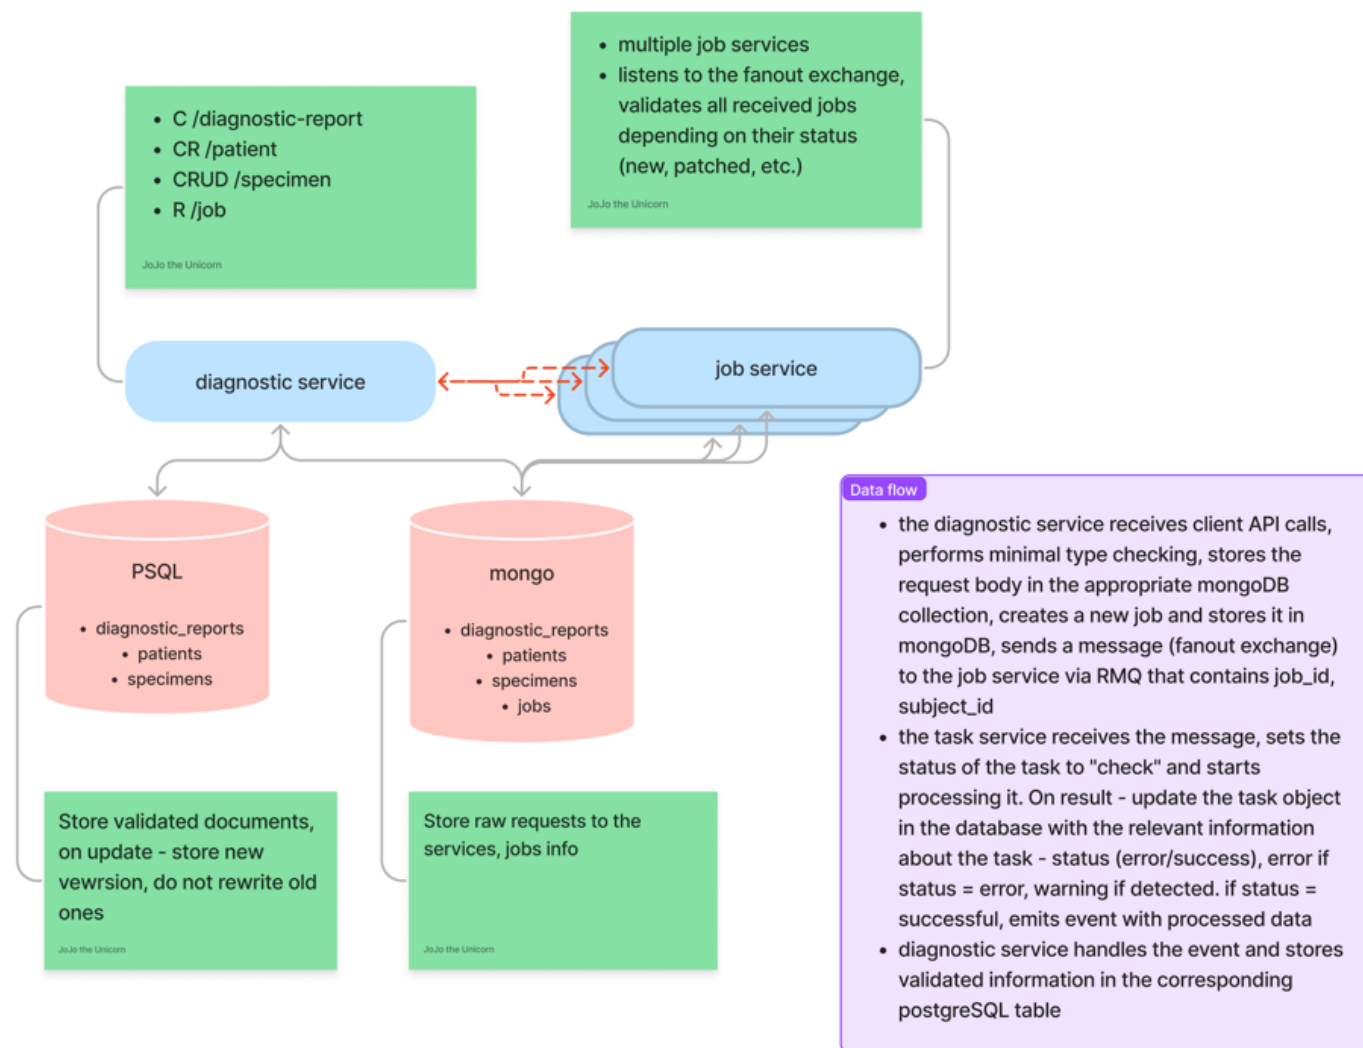 multiple job services
listens to the fanout exchange,
validates all received jobs
depending on their status
(new, patched, etc.)
JoJo the Unicorn
C /diagnostic-report
CR /patient
CRUD /specimen
R /job
JoJo the Unicorn
diagnostic service
job service
PSQL
diagnostic_reports
patients
specimens
mongo
diagnostic_reports
patients
specimens
jobs
Store validated documents,
on update - store new
vewrsion, do not rewrite old
ones
JoJo the Unicorn
Store raw requests to the
services, jobs info
JoJo the Unicorn
Data flow
the diagnostic service receives client API calls,
performs minimal type checking, stores the
request body in the appropriate mongoDB
collection, creates a new job and stores it in
mongoDB, sends a message (fanout exchange)
to the job service via RMQ that contains job_id,
subject_id
the task service receives the message, sets the
status of the task to "check" and starts
processing it. On result - update the task object
in the database with the relevant information
about the task - status (error/success), error if
status = error, warning if detected. if status =
successful, emits event with processed data
diagnostic service handles the event and stores
validated information in the corresponding
postgreSQL table